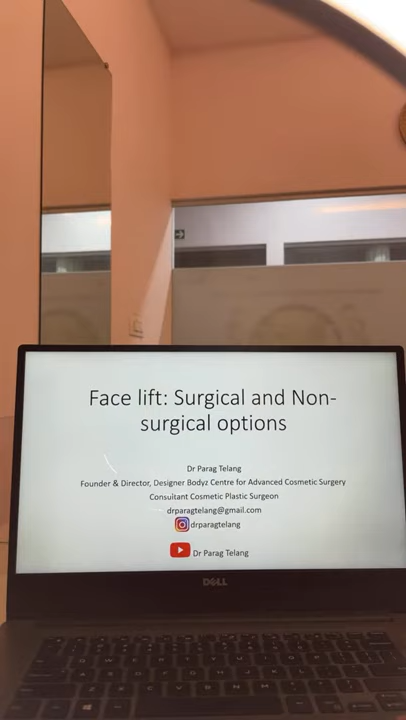 Face lift: Surgical and Non-
surgical options
Dr Parag Telang
Founder & Director, Designer Bodyz Centre for Advanced Cosmetic Surgery
Consultant Cosmetic Plastic Surgeon
drparagtelang@gmail.com
drparagtelang
Dr Parag Telang
DELL